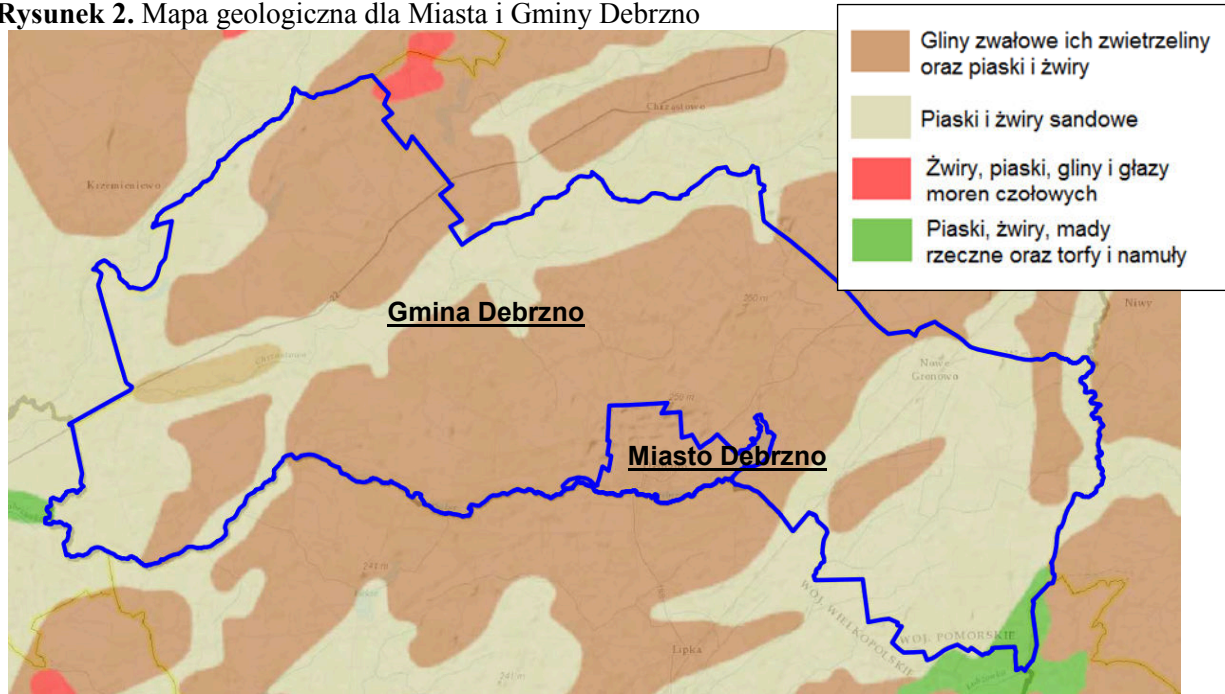 Rysunek 2. Mapa geologiczna dla Miasta i Gminy Debrzno
Gliny zwałowe ich zwietrzeliny
oraz piaski i żwiry
Piaski i żwiry sandowe
Żwiry, piaski, gliny i głazy
moren czołowych
Piaski, żwiry, mady
rzeczne oraz torfy i namuły
Chrząstowo
Krzemieniewo
Niwy
250 m
Gmina Debrzno
Nowe
Gronowo
250 m
Miasto Debrzno
241 m
WOJ. WIELKOPOLSKIE
WOJ. POMORSKIE
Lipka
241 m